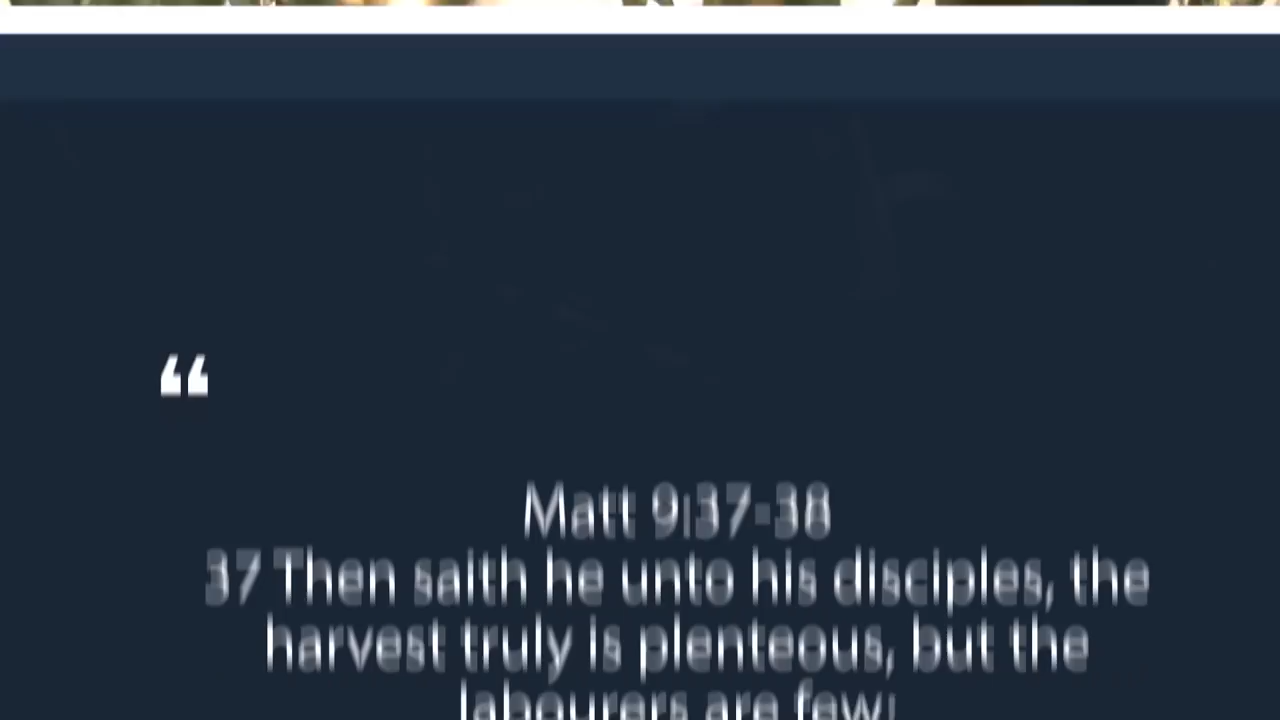 “
Matt 9:37-38
37 Then saith he unto his disciples, the
harvest truly is plenteous, but the
labourers are few;